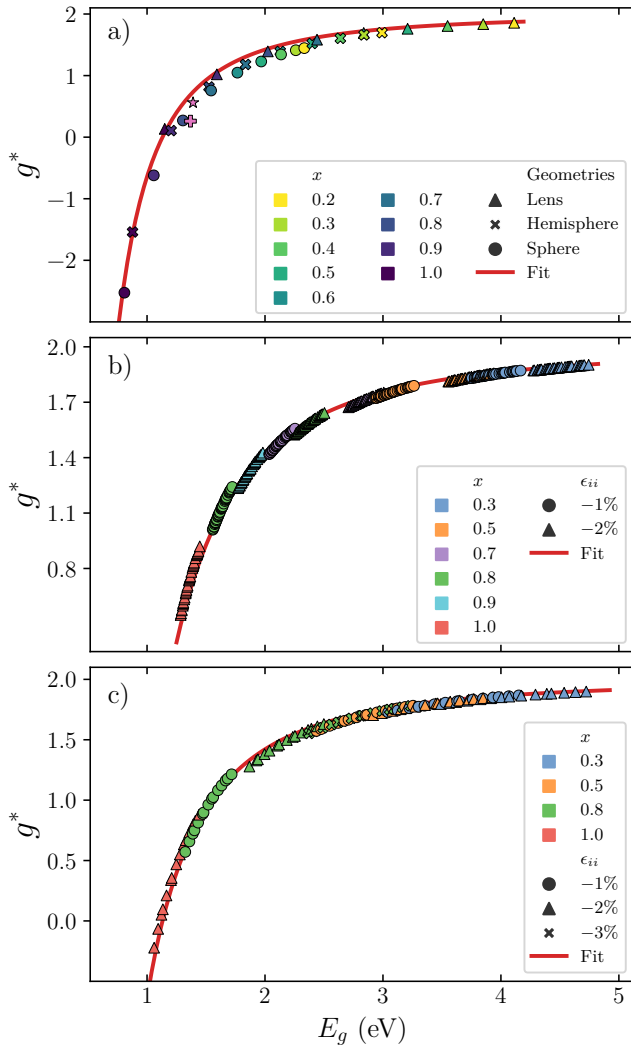 a)
2
1
0
−1
−2
g*
x
0.2
0.3
0.4
0.5
0.6
0.7
0.8
0.9
1.0
Geometries
Lens
Hemisphere
Sphere
Fit
b)
2.0
1.7
1.4
1.1
0.8
g*
x
0.3
0.5
0.7
0.8
0.9
1.0
ϵii
−1%
−2%
Fit
c)
2.0
1.5
1.0
0.5
0.0
g*
x
0.3
0.5
0.8
1.0
ϵii
−1%
−2%
−3%
Fit
1 2 3 4 5
Eg (eV)